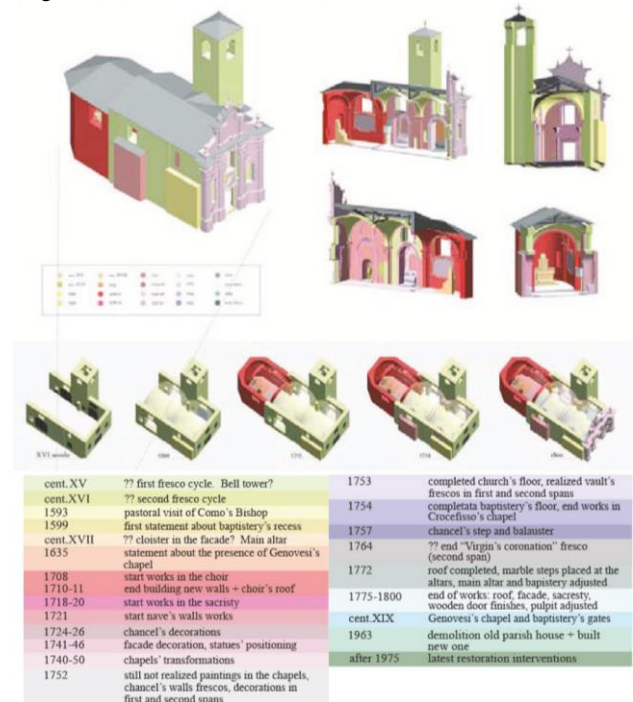 XVI secolo
cent.XV ?? first fresco cycle. Bell tower?
cent.XVI ?? second fresco cycle
1593 pastoral visit of Como's Bishop
1599 first statement about baptistery's recess
cent.XVII ?? cloister in the facade? Main altar
1635 statement about the presence of Genovesi's
chapel
1708 start works in the choir
1710-11 end building new walls + choir's roof
1718-20 start works in the sacristy
1721 start nave's walls works
1724-26 chancel's decorations
1741-46 facade decoration, statues' positioning
1740-50 chapels' transformations
1752 still not realized paintings in the chapels,
chancel's walls frescos, decorations in
first and second spans
1753 completed church's floor, realized vault's
frescos in first and second spans
1754 completata baptistery's floor, end works in
Crocefisso's chapel
1757 chancel's step and balauster
1764 ?? end "Virgin's coronation" fresco
(second span)
1772 roof completed, marble steps placed at the
altars, main altar and bapistery adjusted
1775-1800 end of works: roof, facade, sacresty,
wooden door finishes, pulpit adjusted
cent.XIX Genovesi's chapel and baptistery's gates
1963 demolition old parish house + built
new one
after 1975 latest restoration interventions